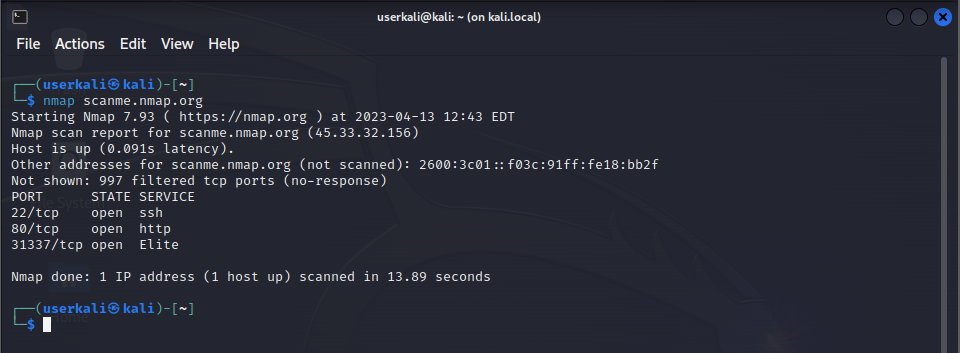 userkali@kali: ~ (on kali.local)
File Actions Edit View Help
┌──(userkali㉿kali)-[~]
└─$ nmap scanme.nmap.org
Starting Nmap 7.93 ( https://nmap.org ) at 2023-04-13 12:43 EDT
Nmap scan report for scanme.nmap.org (45.33.32.156)
Host is up (0.091s latency).
Other addresses for scanme.nmap.org (not scanned): 2600:3c01::f03c:91ff:fe18:bb2f
Not shown: 997 filtered tcp ports (no-response)
PORT      STATE SERVICE
22/tcp    open  ssh
80/tcp    open  http
31337/tcp open  Elite
Nmap done: 1 IP address (1 host up) scanned in 13.89 seconds
┌──(userkali㉿kali)-[~]
└─$